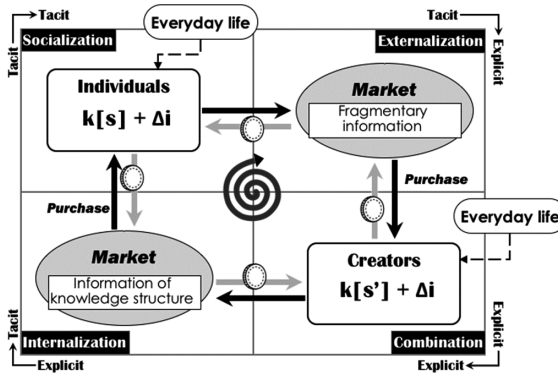 Tacit
Everyday life
Tacit
Socialization
Externalization
Tacit
Explicit
Individuals
k[s] + Δi
Market
Fragmentary
information
Purchase
Purchase
Everyday life
Market
Information of
knowledge structure
Creators
k[s'] + Δi
Tacit
Explicit
Internalization
Combination
Explicit
Explicit